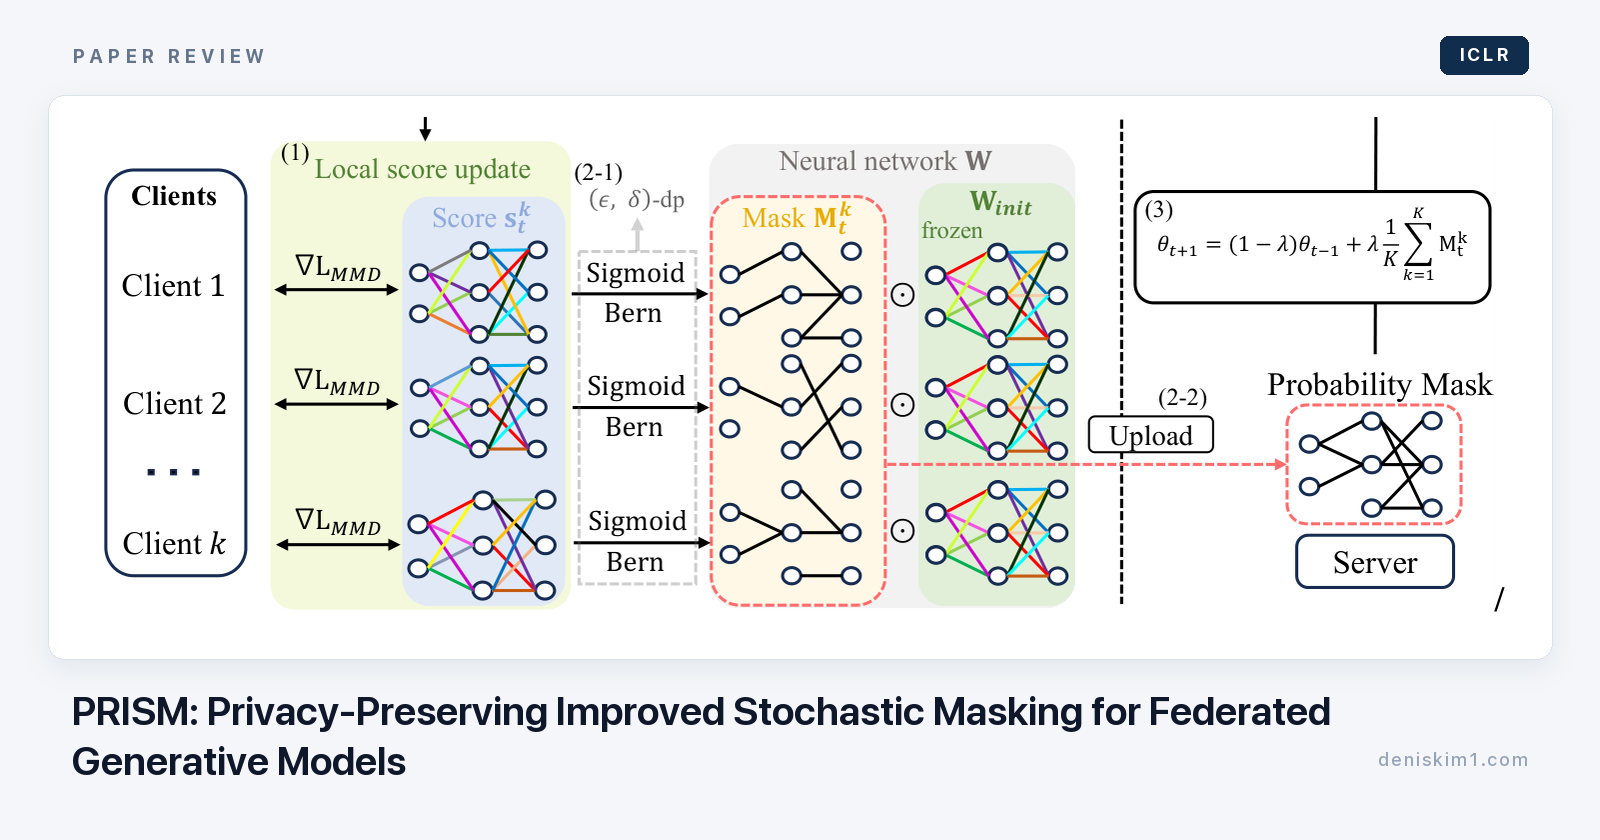 PAPER REVIEW
ICLR
Clients
Client 1
Client 2
...
Client k
(1)
Local score update
Score s_t^k
∇L_MMD
∇L_MMD
∇L_MMD
(2-1)
(ϵ, δ)-dp
Sigmoid
Bern
Sigmoid
Bern
Sigmoid
Bern
Neural network W
Mask M_t^k
W_init
frozen
⊙
⊙
⊙
(2-2)
Upload
(3)
θ_{t+1} = (1 − λ)θ_{t−1} + λ \frac{1}{K} \sum_{k=1}^{K} M_t^k
Probability Mask
Server
/
PRISM: Privacy-Preserving Improved Stochastic Masking for Federated
Generative Models
deniskim1.com